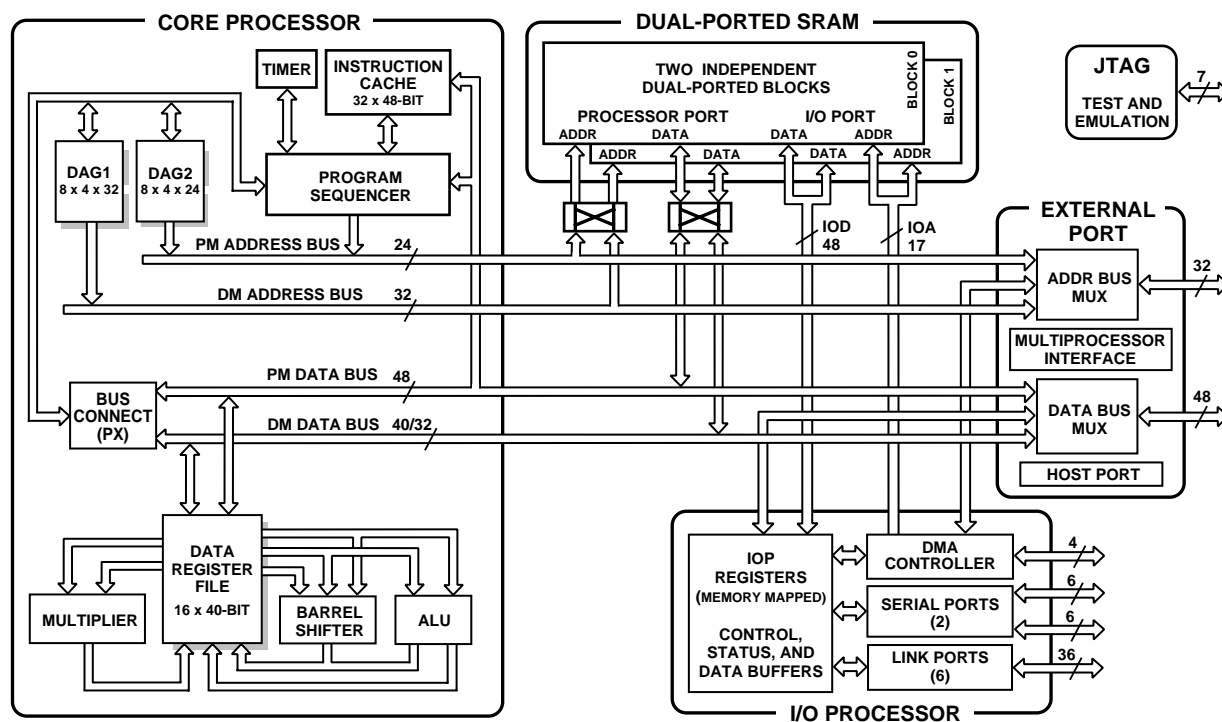 CORE PROCESSOR
TIMER
INSTRUCTION
CACHE
32 x 48-BIT
DAG1
8 x 4 x 32
DAG2
8 x 4 x 24
PROGRAM
SEQUENCER
PM ADDRESS BUS 24
DM ADDRESS BUS 32
PM DATA BUS 48
DM DATA BUS 40/32
BUS
CONNECT
(PX)
DATA
REGISTER
FILE
16 x 40-BIT
MULTIPLIER
BARREL
SHIFTER
ALU
DUAL-PORTED SRAM
TWO INDEPENDENT
DUAL-PORTED BLOCKS
BLOCK 0
BLOCK 1
PROCESSOR PORT I/O PORT
ADDR DATA DATA ADDR
ADDR DATA DATA ADDR
IOD
48
IOA
17
JTAG
TEST AND
EMULATION
7
EXTERNAL
PORT
ADDR BUS
MUX
32
MULTIPROCESSOR
INTERFACE
DATA BUS
MUX
48
HOST PORT
IOP
REGISTERS
(MEMORY MAPPED)
CONTROL,
STATUS, AND
DATA BUFFERS
DMA
CONTROLLER
4
SERIAL PORTS
(2)
6
6
LINK PORTS
(6)
36
I/O PROCESSOR